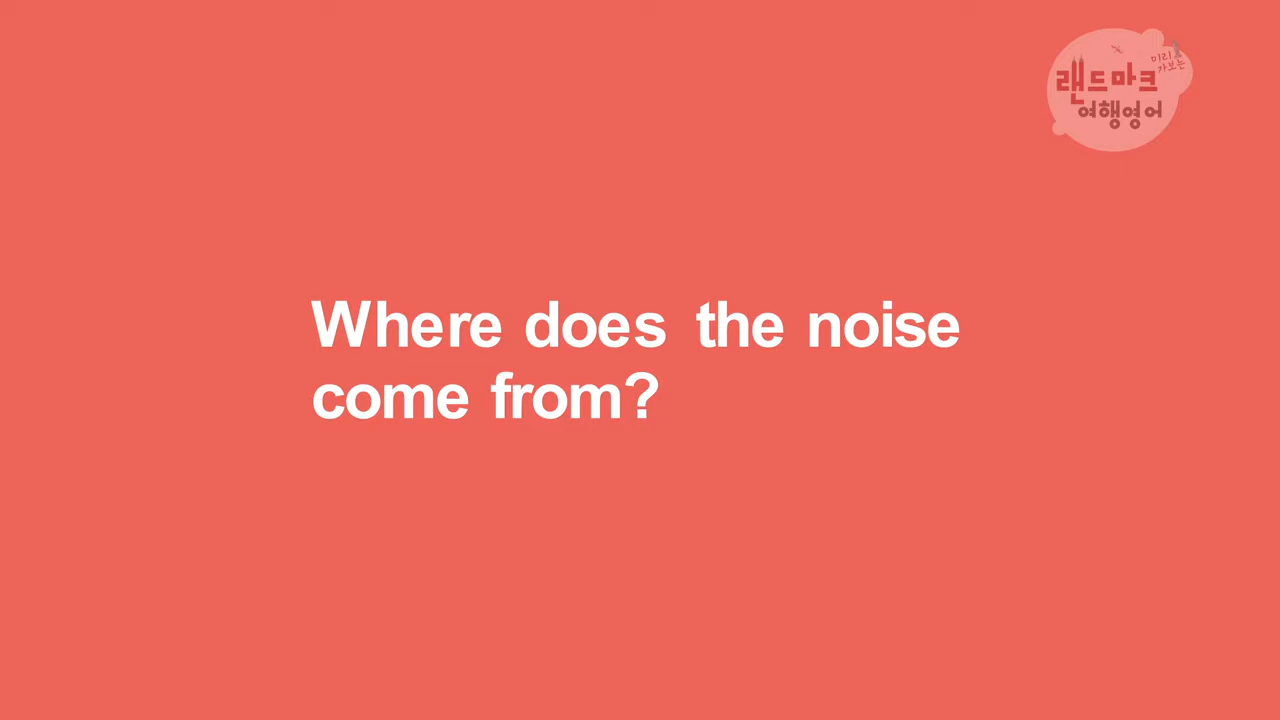 미리
가보는
랜드마크
여행영어
Where does the noise
come from?